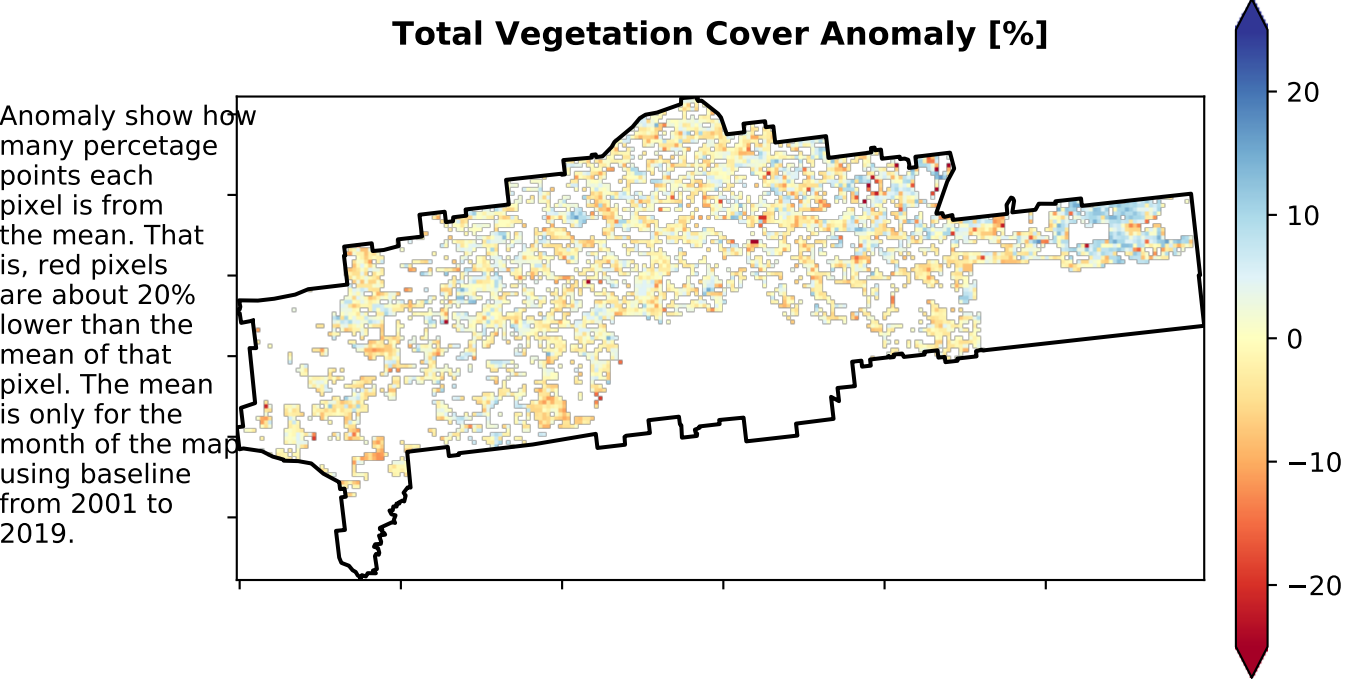 Total Vegetation Cover Anomaly [%]
Anomaly show how
many percetage
points each
pixel is from
the mean. That
is, red pixels
are about 20%
lower than the
mean of that
pixel. The mean
is only for the
month of the map
using baseline
from 2001 to
2019.
20
10
0
−10
−20